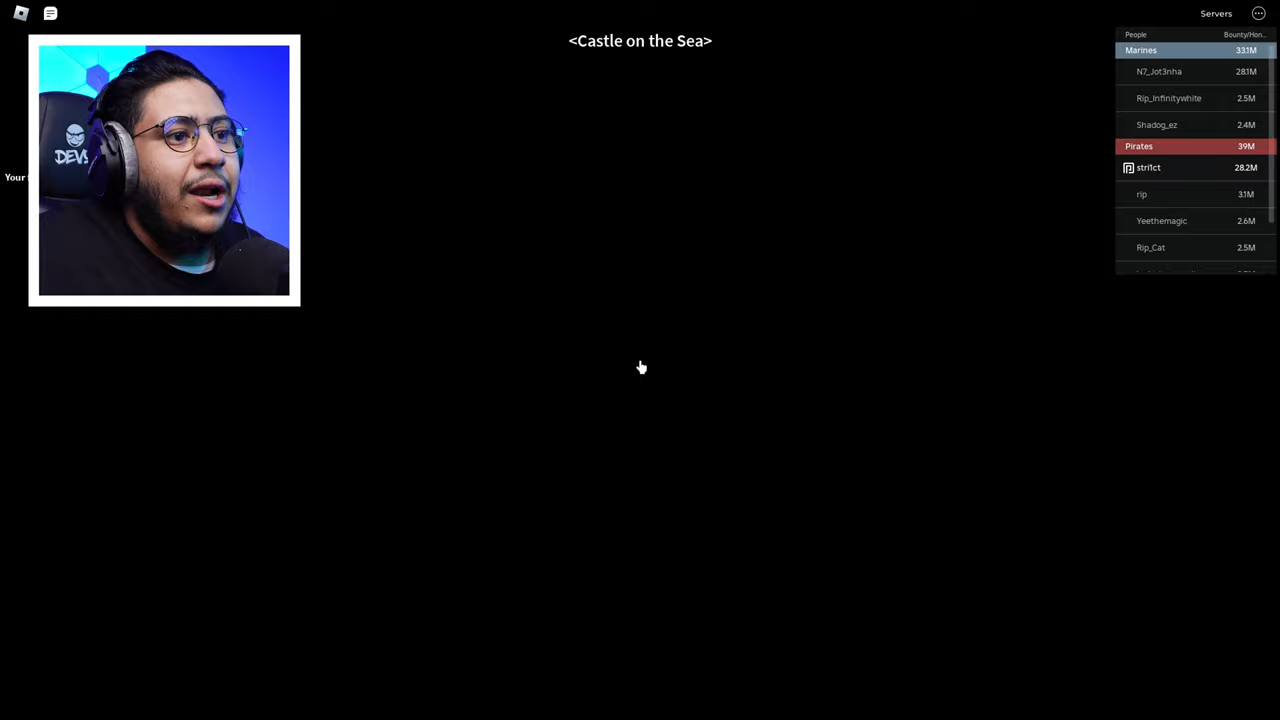 Servers
<Castle on the Sea>
People Bounty/Hon..
Marines 33.1M
N7_Jot3nha 28.1M
Rip_Infinitywhite 2.5M
Shadog_ez 2.4M
Pirates 39M
stri1ct 28.2M
rip 3.1M
Yeethemagic 2.6M
Rip_Cat 2.5M
DEVS
Your